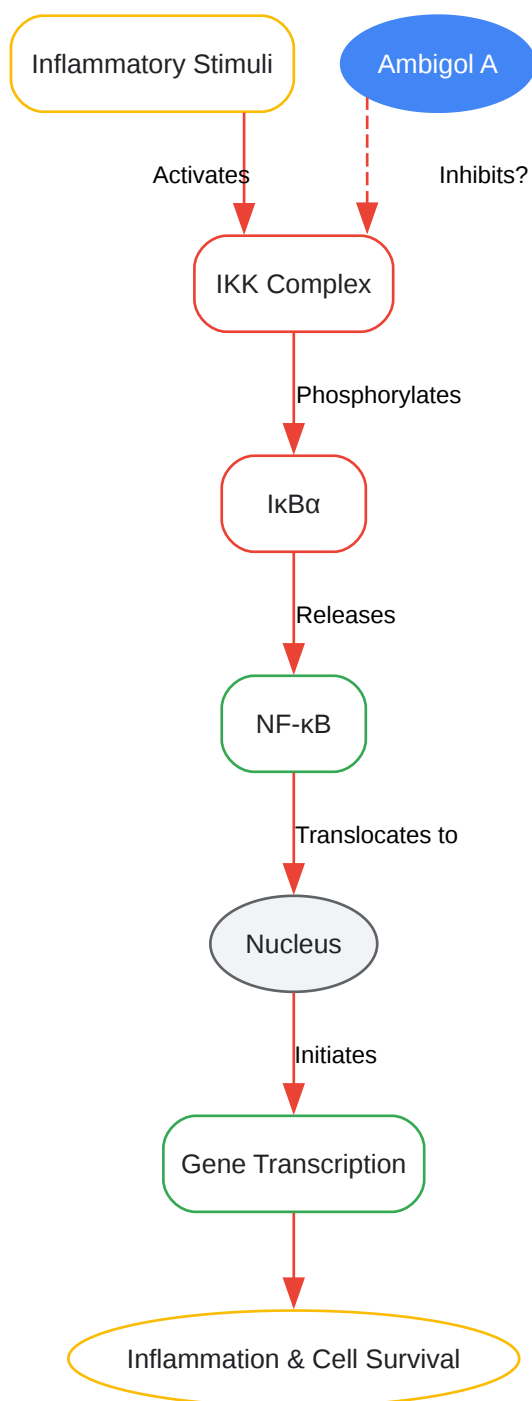 Inflammatory Stimuli
Ambigol A
Activates
Inhibits?
IKK Complex
Phosphorylates
IκBα
Releases
NF-κB
Translocates to
Nucleus
Initiates
Gene Transcription
Inflammation & Cell Survival